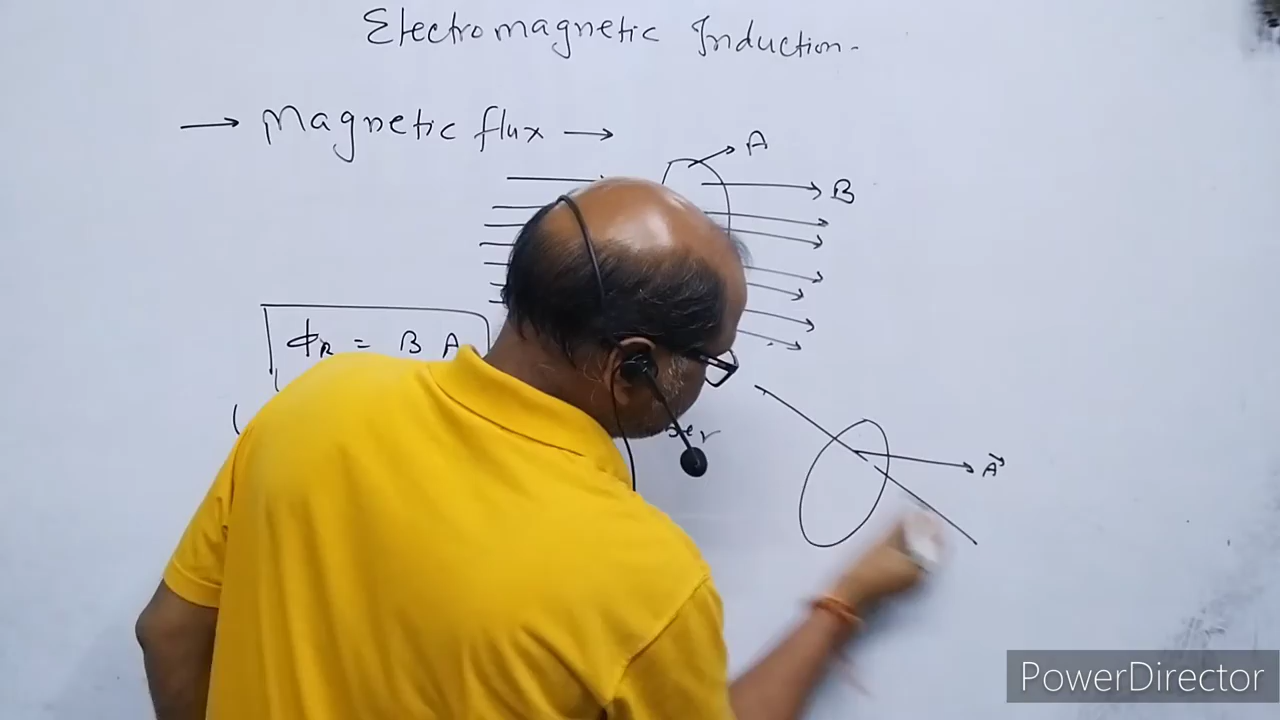 Electromagnetic Induction.
→ Magnetic flux →
A
B
ΦB = B A
A⃗
PowerDirector